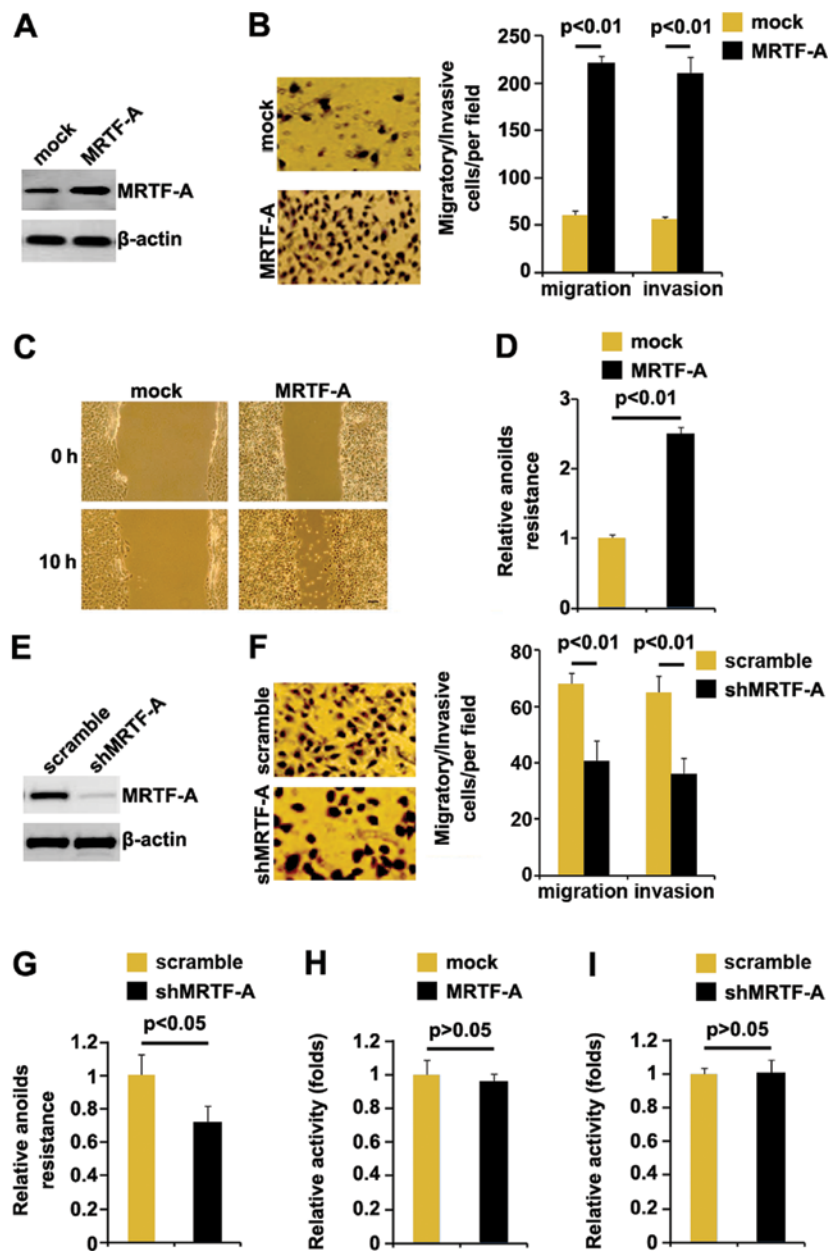 A
mock
MRTF-A
MRTF-A
β-actin
B
mock
MRTF-A
Migratory/Invasive
cells/per field
mock
MRTF-A
p<0.01 p<0.01
250
200
150
100
50
0
migration invasion
C
mock MRTF-A
0 h
10 h
D
mock
MRTF-A
p<0.01
Relative anoilds
resistance
3
2
1
0
E
scramble
shMRTF-A
MRTF-A
β-actin
F
scramble
shMRTF-A
Migratory/Invasive
cells/per field
p<0.01 p<0.01
scramble
shMRTF-A
80
60
40
20
0
migration invasion
G
scramble
shMRTF-A
p<0.05
Relative anoilds
resistance
1.2
1
0.8
0.6
0.4
0.2
0
H
mock
MRTF-A
p>0.05
Relative activity (folds)
1.2
1
0.8
0.6
0.4
0.2
0
I
scramble
shMRTF-A
p>0.05
Relative activity (folds)
1.2
1
0.8
0.6
0.4
0.2
0